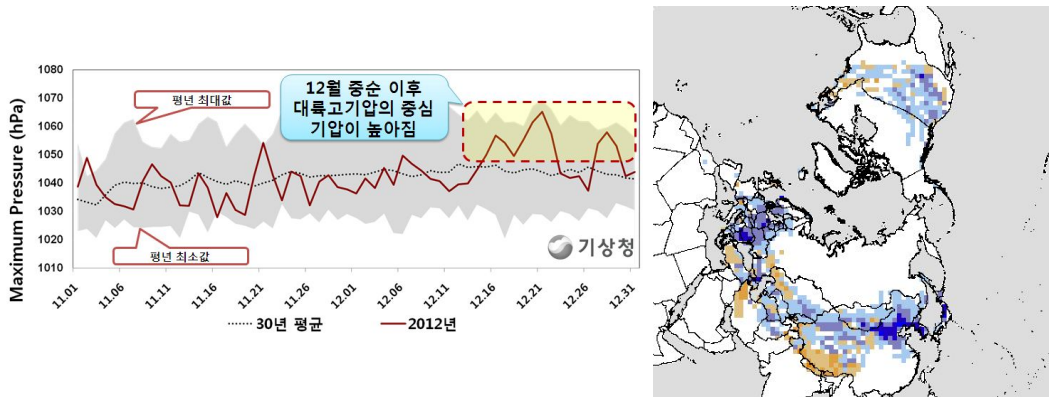 1080
1070
1060
1050
1040
1030
1020
1010
Maximum Pressure (hPa)
평년 최대값
12월 중순 이후
대륙고기압의 중심
기압이 높아짐
평년 최소값
기상청
11.01
11.06
11.11
11.16
11.21
11.26
12.01
12.06
12.11
12.16
12.21
12.26
12.31
30년 평균
2012년